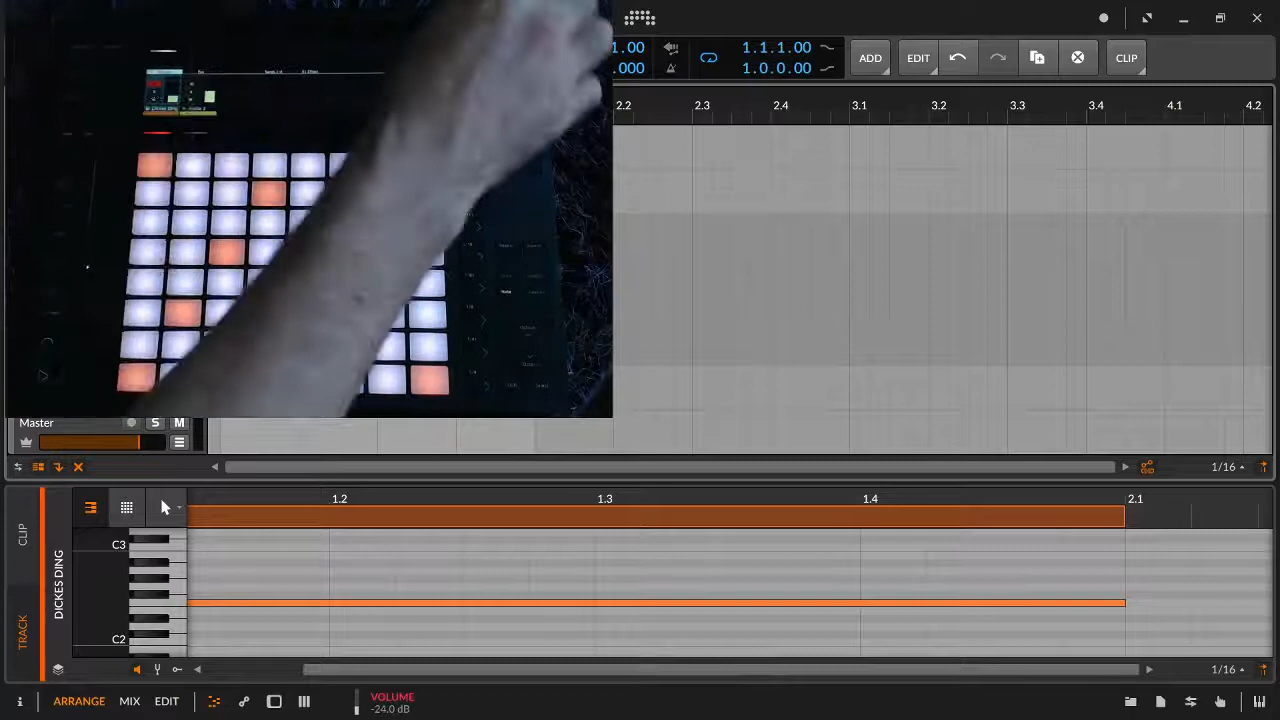 1.00
.000
1.1.1.00
1.0.0.00
ADD
EDIT
CLIP
2.2
2.3
2.4
3.1
3.2
3.3
3.4
4.1
4.2
Master
S
M
1/16
1.2
1.3
1.4
2.1
CLIP
TRACK
DICKES DING
C3
C2
1/16
i
ARRANGE
MIX
EDIT
VOLUME
-24.0 dB